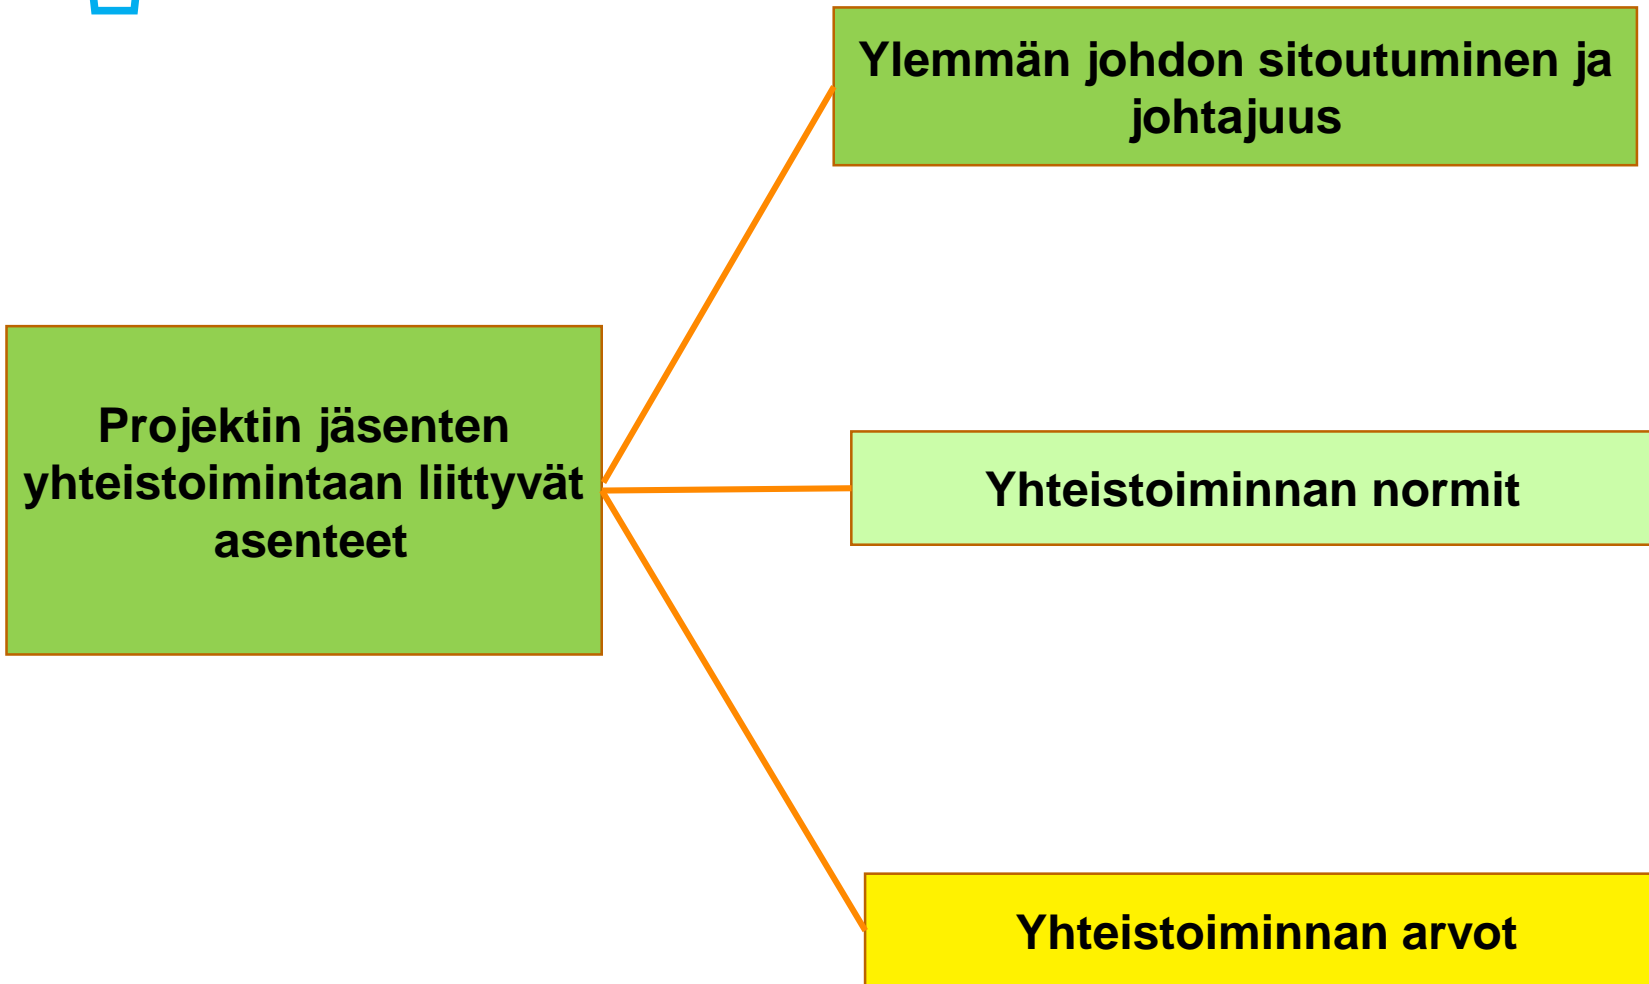 Ylemmän johdon sitoutuminen ja
johtajuus
Projektin jäsenten
yhteistoimintaan liittyvät
asenteet
Yhteistoiminnan normit
Yhteistoiminnan arvot